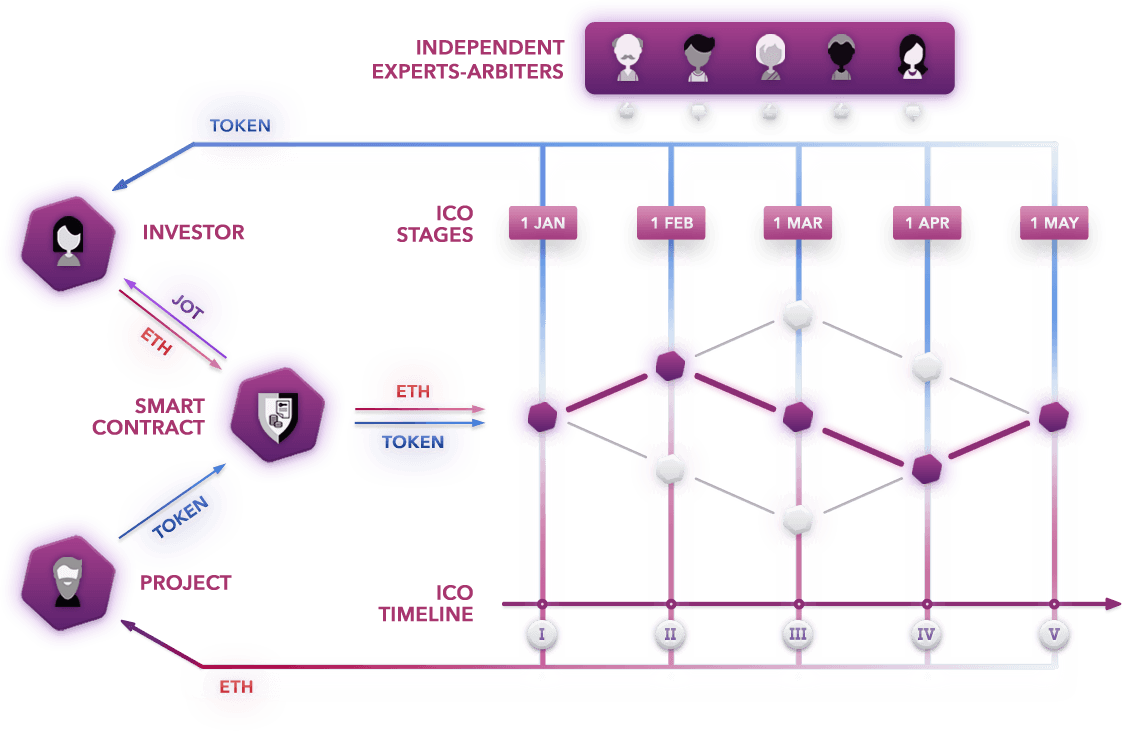 INDEPENDENT
EXPERTS-ARBITERS
TOKEN
INVESTOR
ICO
STAGES
1 JAN
1 FEB
1 MAR
1 APR
1 MAY
JOT
ETH
SMART
CONTRACT
ETH
TOKEN
TOKEN
PROJECT
ICO
TIMELINE
I
II
III
IV
V
ETH